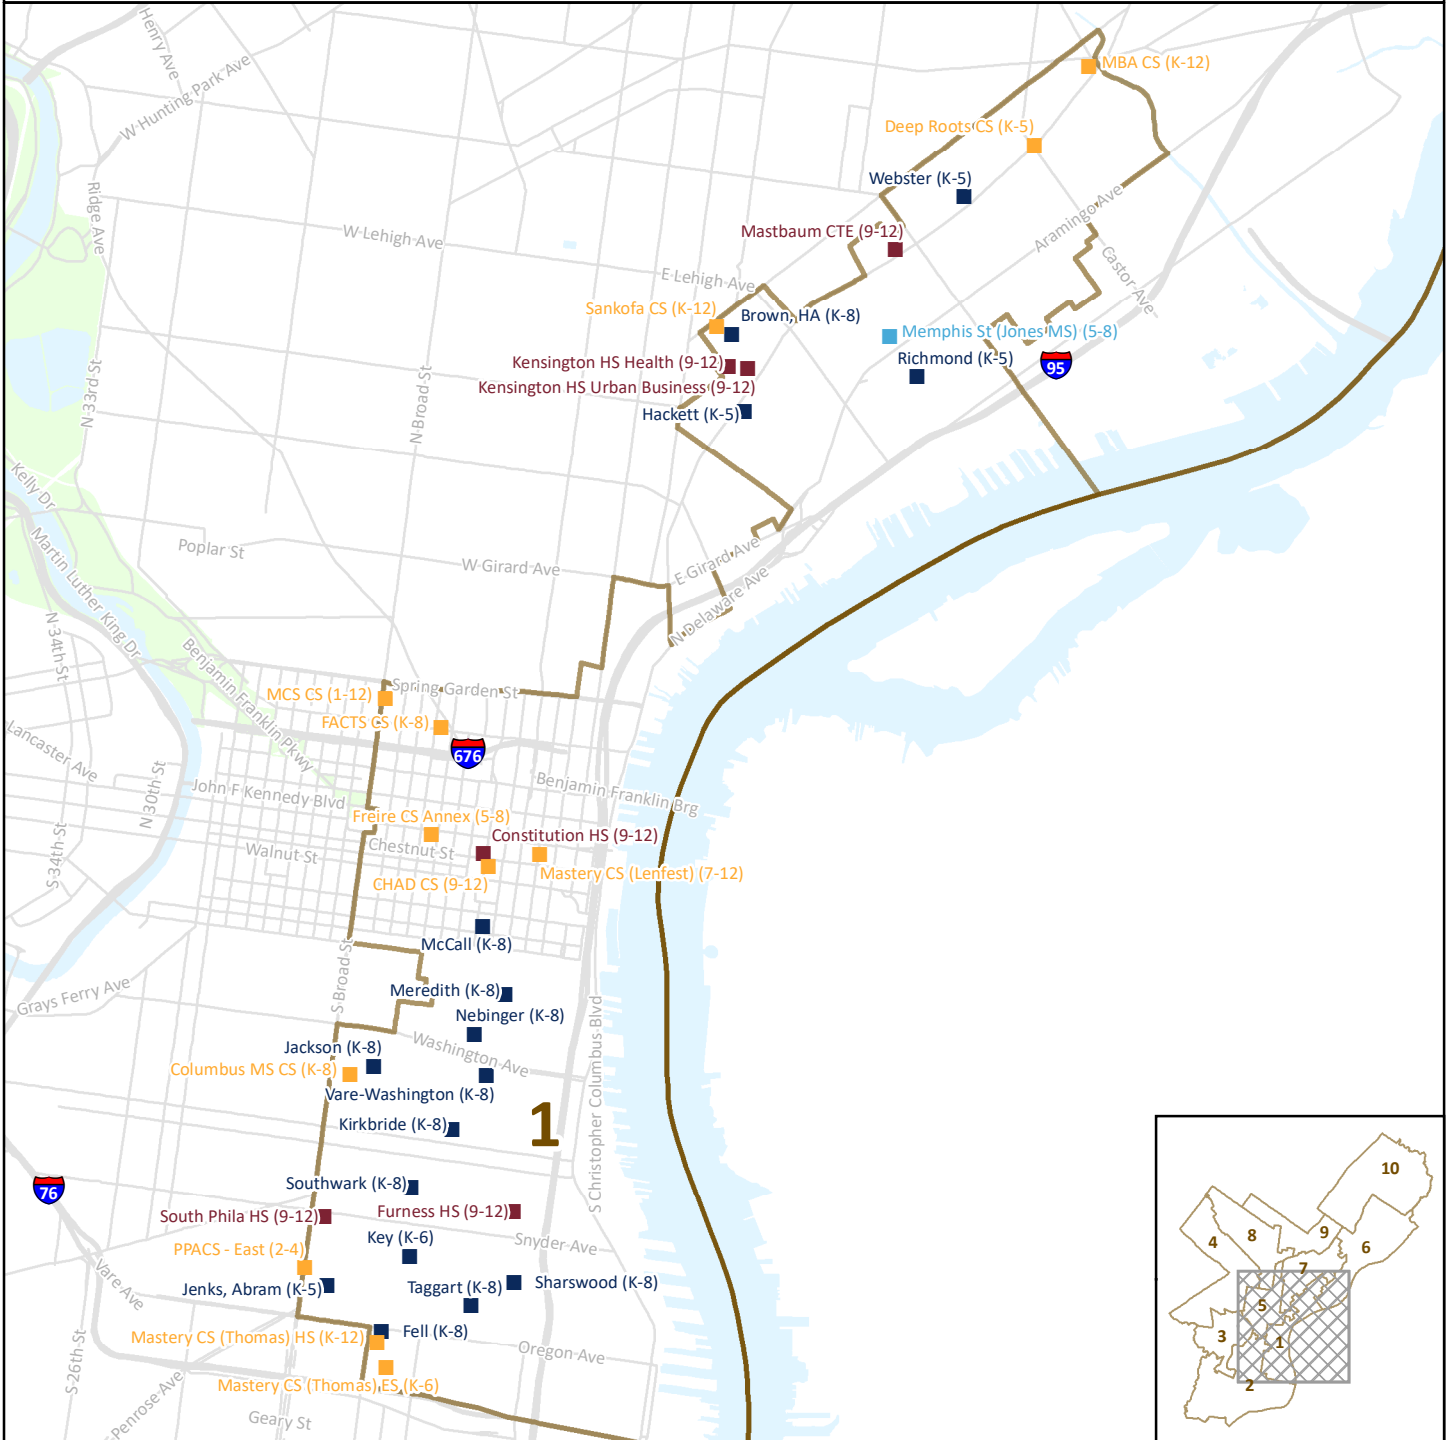 Henry Ave
W Hunting Park Ave
MBA CS (K-12)
Deep Roots CS (K-5)
Webster (K-5)
Ridge Ave
Aramingo Ave
W Lehigh Ave
Mastbaum CTE (9-12)
Castor Ave
E Lehigh Ave
Sankofa CS (K-12)
Brown, HA (K-8)
Memphis St (Jones MS) (5-8)
Richmond (K-5)
95
Kensington HS Health (9-12)
Kensington HS Urban Business (9-12)
Hackett (K-5)
N 33rd St
N Broad St
Kelly Dr
Martin Luther King Dr
Poplar St
W Girard Ave
E Girard Ave
N Delaware Ave
N 34th St
Benjamin Franklin Pkwy
MCS CS (1-12)
Spring Garden St
FACTS CS (K-8)
676
Lancaster Ave
N 30th St
John F Kennedy Blvd
Benjamin Franklin Brg
Freire CS Annex (5-8)
Constitution HS (9-12)
Chestnut St
Walnut St
S 34th St
Mastery CS (Lenfest) (7-12)
CHAD CS (9-12)
McCall (K-8)
S Broad St
Grays Ferry Ave
Meredith (K-8)
Nebinger (K-8)
Jackson (K-8)
Washington Ave
Columbus MS CS (K-8)
Vare-Washington (K-8)
Kirkbride (K-8)
1
S Christopher Columbus Blvd
76
Southwark (K-8)
South Phila HS (9-12)
Furness HS (9-12)
Key (K-6)
Snyder Ave
PPACS - East (2-4)
Vare Ave
Jenks, Abram (K-5)
Taggart (K-8)
Sharswood (K-8)
Mastery CS (Thomas) HS (K-12)
Fell (K-8)
Oregon Ave
S 26th St
Penrose Ave
Mastery CS (Thomas) ES (K-6)
Geary St
10
4
8
9
6
7
5
3
1
2